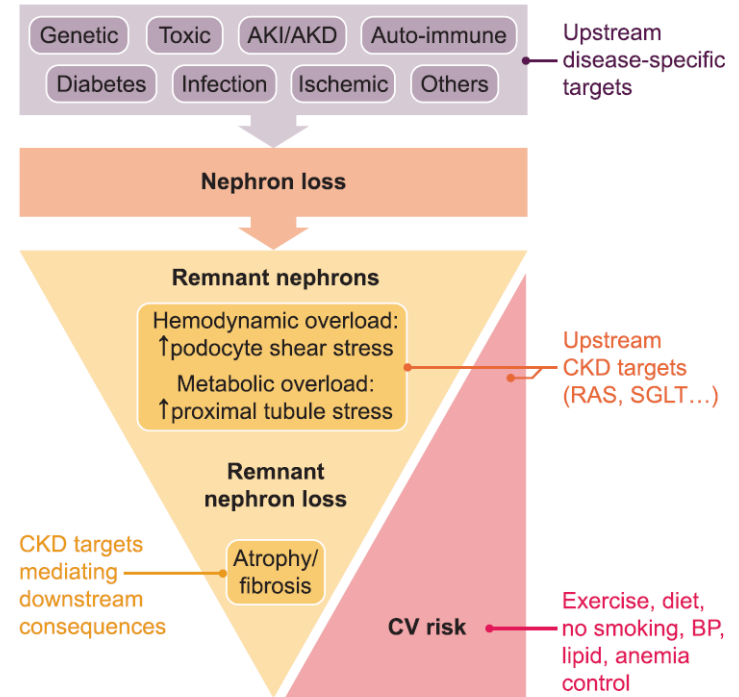 Genetic
Toxic
AKI/AKD
Auto-immune
Diabetes
Infection
Ischemic
Others
Upstream
disease-specific
targets
Nephron loss
Remnant nephrons
Hemodynamic overload:
↑podocyte shear stress
Metabolic overload:
↑proximal tubule stress
Upstream
CKD targets
(RAS, SGLT...)
Remnant
nephron loss
CKD targets
mediating
downstream
consequences
Atrophy/
fibrosis
CV risk
Exercise, diet,
no smoking, BP,
lipid, anemia
control